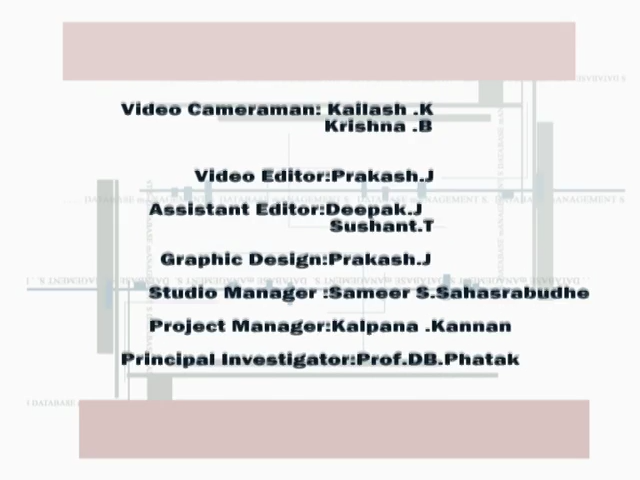 Video Cameraman: Kailash .K
Krishna .B
Video Editor:Prakash.J
Assistant Editor:Deepak.J
Sushant.T
Graphic Design:Prakash.J
Studio Manager :Sameer S.Sahasrabudhe
Project Manager:Kalpana .Kannan
Principal Investigator:Prof.DB.Phatak